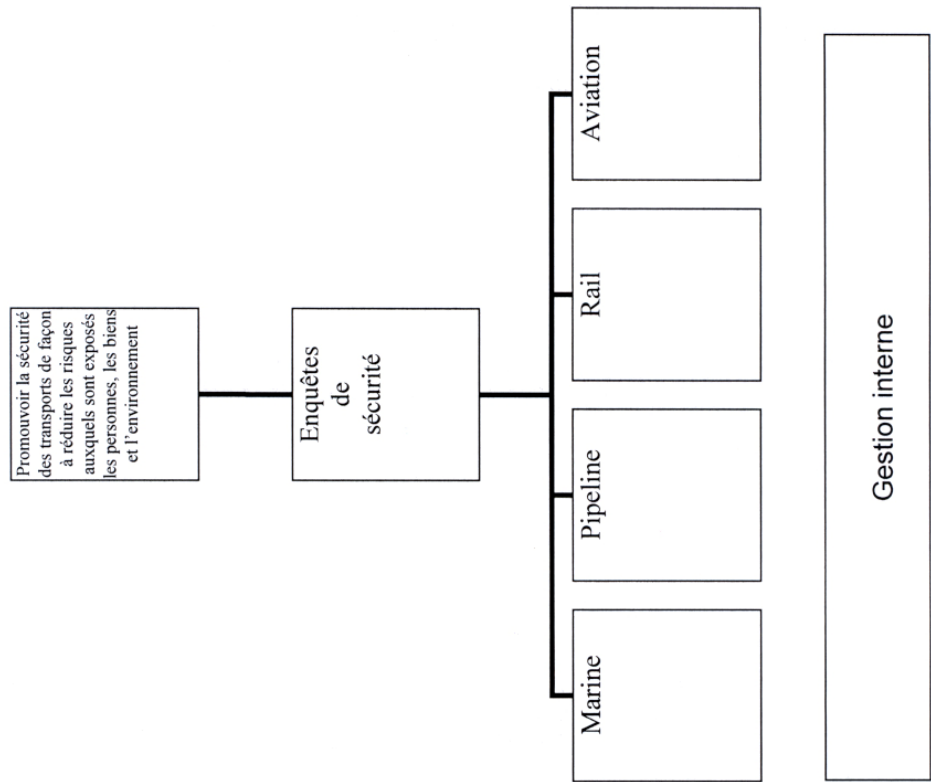 Promouvoir la sécurité
des transports de façon
à réduire les risques
auxquels sont exposés
les personnes, les biens
et l'environnement
Enquêtes
de
sécurité
Marine
Pipeline
Rail
Aviation
Gestion interne